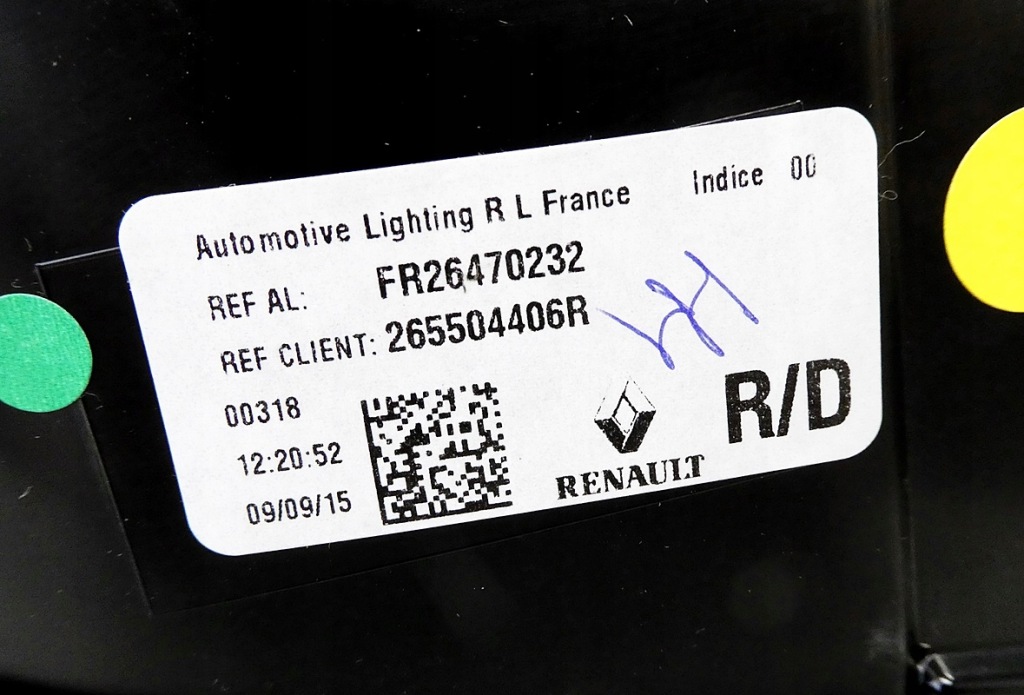 Automotive Lighting R L France Indice 00
REF AL: FR26470232
REF CLIENT: 265504406R
00318
12:20:52
09/09/15
RENAULT
R/D